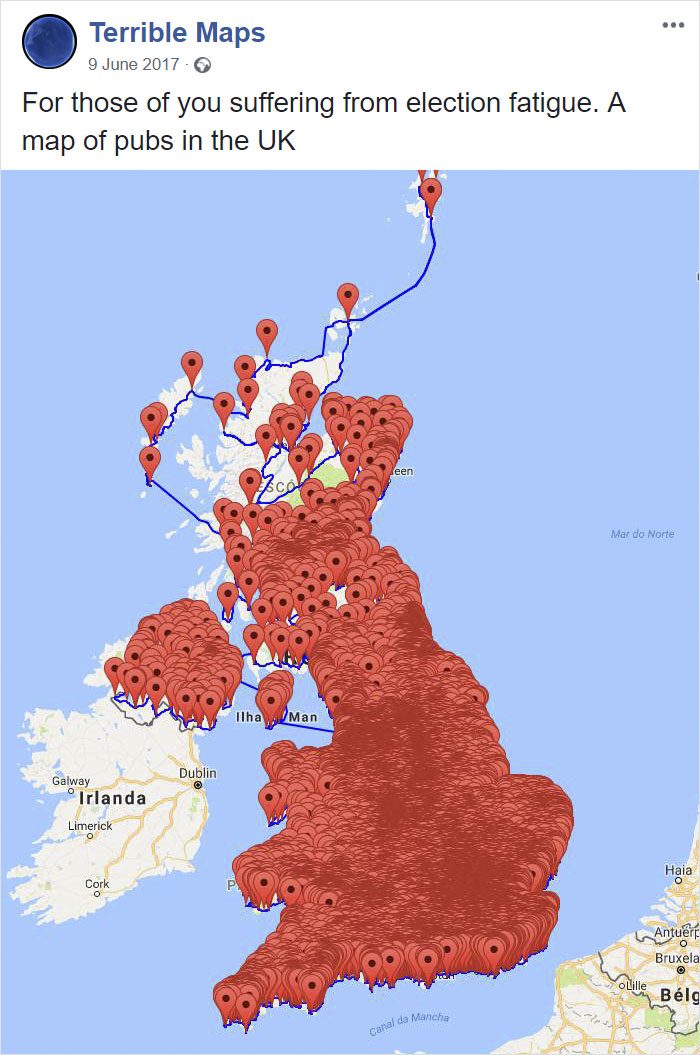 Terrible Maps
9 June 2017 ·
For those of you suffering from election fatigue. A
map of pubs in the UK
ESCÓ
een
Mar do Norte
Ilha
Man
Dublin
Galway
Irlanda
Limerick
Cork
P
Haia
Antuérp
Bruxela
Lille
Bélg
Canal da Mancha